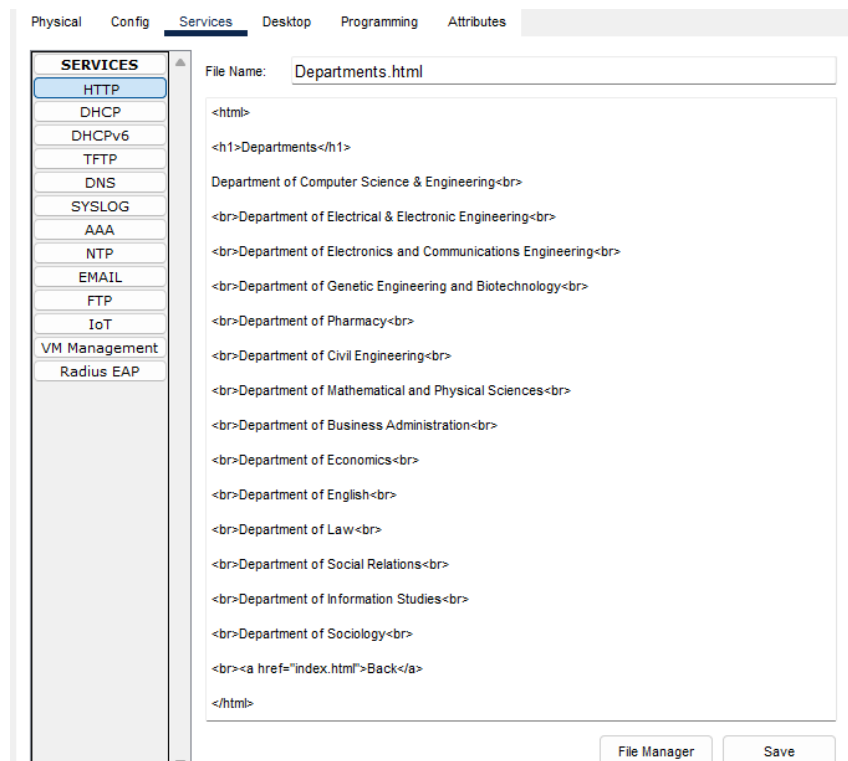 Physical Config Services Desktop Programming Attributes
SERVICES
HTTP
DHCP
DHCPv6
TFTP
DNS
SYSLOG
AAA
NTP
EMAIL
FTP
IoT
VM Management
Radius EAP
File Name: Departments.html
<html>
<h1>Departments</h1>
Department of Computer Science & Engineering<br>
<br>Department of Electrical & Electronic Engineering<br>
<br>Department of Electronics and Communications Engineering<br>
<br>Department of Genetic Engineering and Biotechnology<br>
<br>Department of Pharmacy<br>
<br>Department of Civil Engineering<br>
<br>Department of Mathematical and Physical Sciences<br>
<br>Department of Business Administration<br>
<br>Department of Economics<br>
<br>Department of English<br>
<br>Department of Law<br>
<br>Department of Social Relations<br>
<br>Department of Information Studies<br>
<br>Department of Sociology<br>
<br><a href="index.html">Back</a>
</html>
File Manager Save